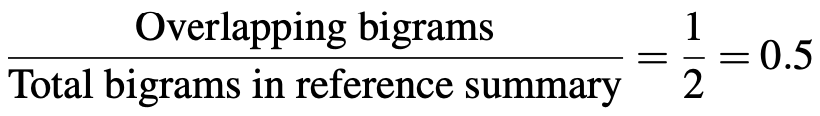 Overlapping bigrams
Total bigrams in reference summary
= 1/2 = 0.5